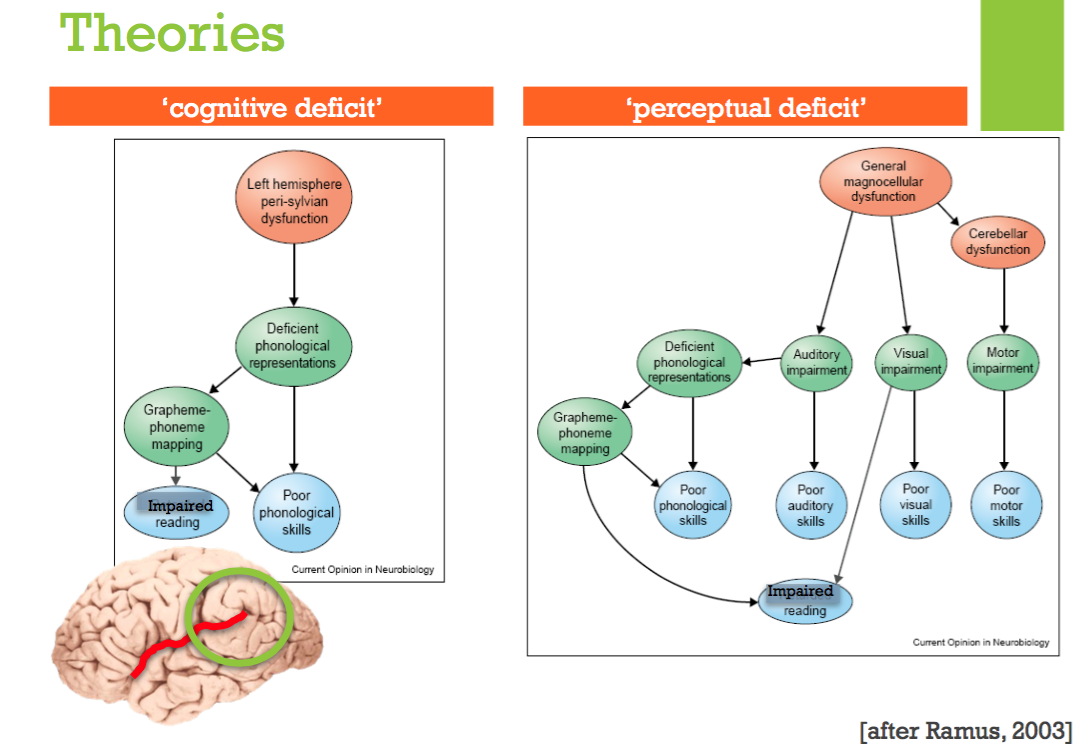 Theories
‘cognitive deficit’
‘perceptual deficit’
Left hemisphere
peri-sylvian
dysfunction
Deficient
phonological
representations
Grapheme-
phoneme
mapping
Impaired
reading
Poor
phonological
skills
Current Opinion in Neurobiology
General
magnocellular
dysfunction
Cerebellar
dysfunction
Deficient
phonological
representations
Auditory
impairment
Visual
impairment
Motor
impairment
Grapheme-
phoneme
mapping
Poor
phonological
skills
Poor
auditory
skills
Poor
visual
skills
Poor
motor
skills
Impaired
reading
Current Opinion in Neurobiology
[after Ramus, 2003]